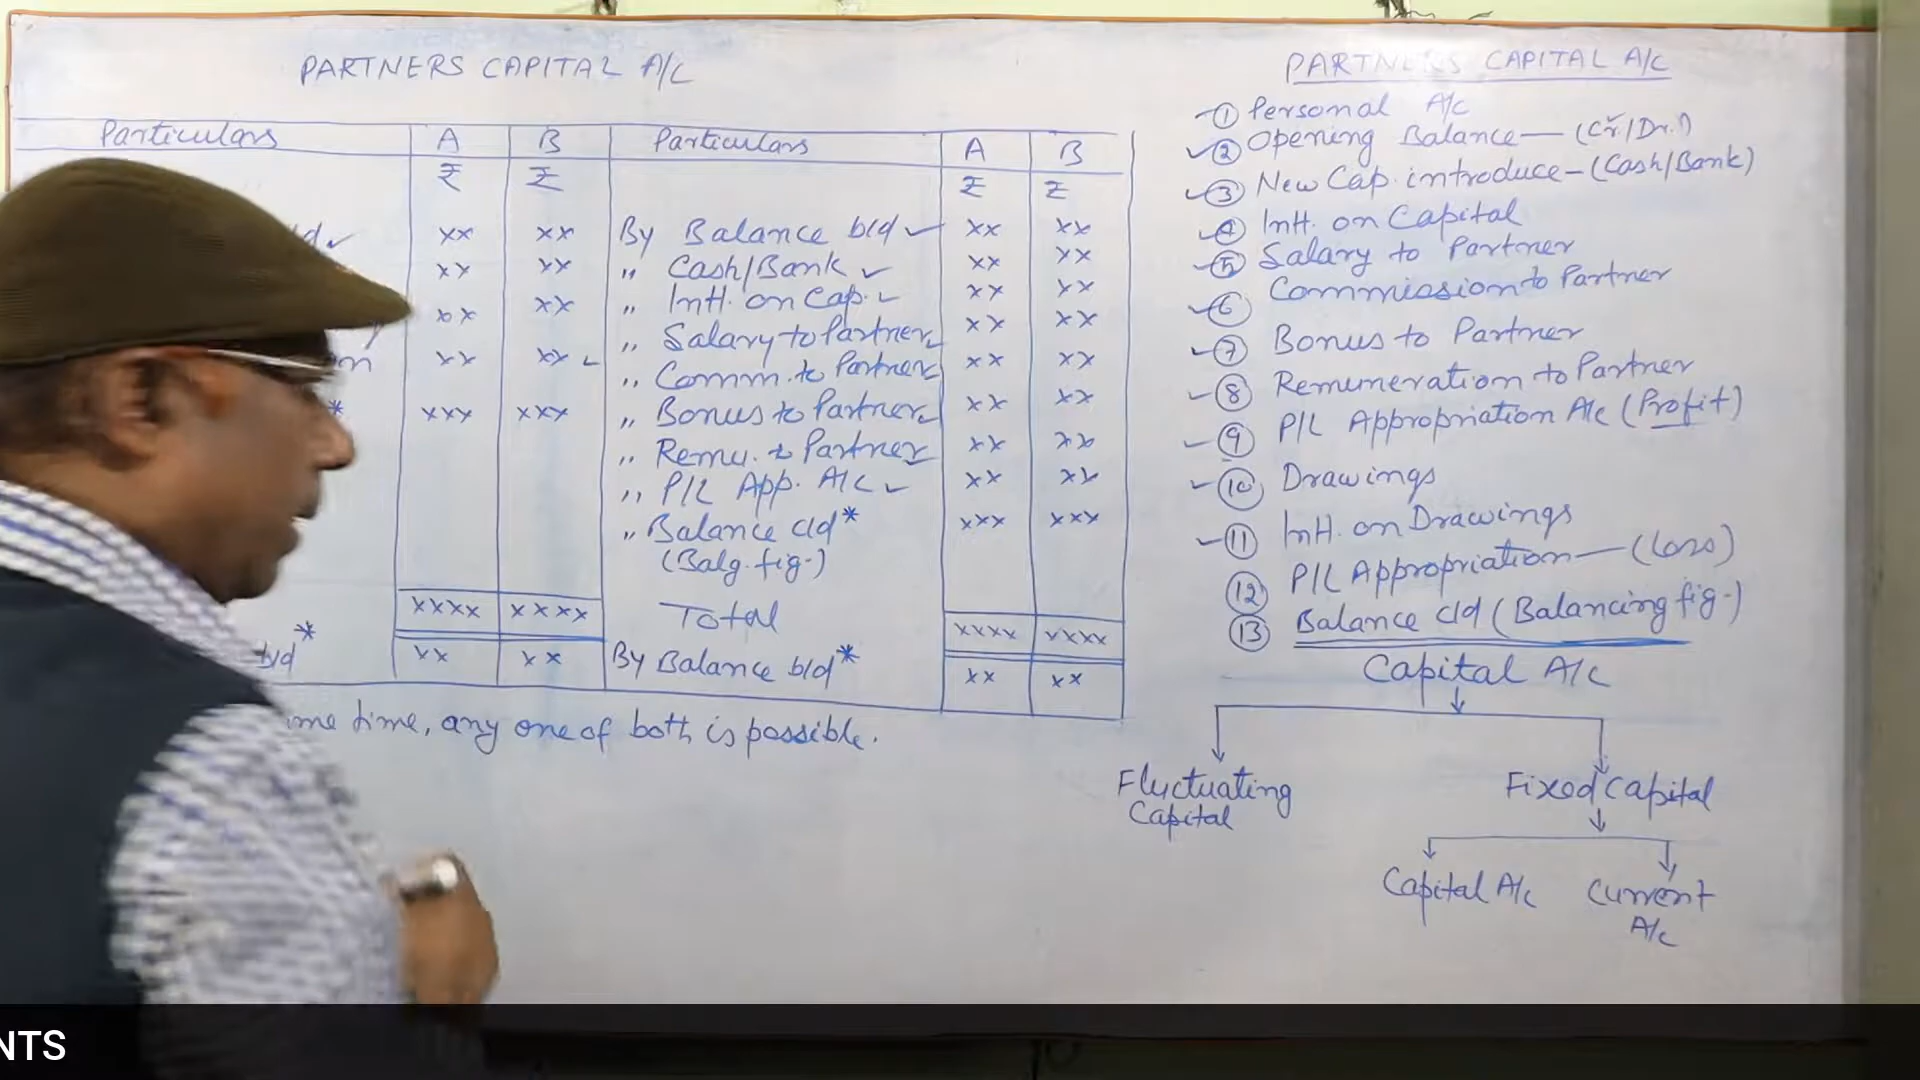 PARTNERS CAPITAL A/C
Particulars A B Particulars A B
₹ ₹ ₹ ₹
xx xx By Balance b/d ✓ xx xx
xx xx " Cash/Bank ✓ xx xx
xx xx " Intt. on Cap. ✓ xx xx
" Salary to Partner xx xx
xx xx ✓ " Comm. to Partner xx xx
* xxx xxx " Bonus to Partner xx xx
" Remu. to Partner xx xx
" P/L App. A/c ✓ xx xx
" Balance c/d* xxx xxx
(Balg. fig.)
xxxx xxxx Total xxxx xxxx
b/d* xx xx By Balance b/d* xx xx
me time, any one of both is possible.
PARTNERS CAPITAL A/C
① Personal A/c
② Opening Balance — (Cr./Dr.)
③ New Cap. introduce – (Cash/Bank)
④ Intt. on Capital
⑤ Salary to Partner
⑥ Commission to Partner
⑦ Bonus to Partner
⑧ Remuneration to Partner
⑨ P/L Appropriation A/c (Profit)
⑩ Drawings
⑪ Intt. on Drawings
⑫ P/L Appropriation — (Loss)
⑬ Balance c/d (Balancing fig.)
Capital A/c
Fluctuating Capital
Fixed Capital
Capital A/c
Current A/c
NTS